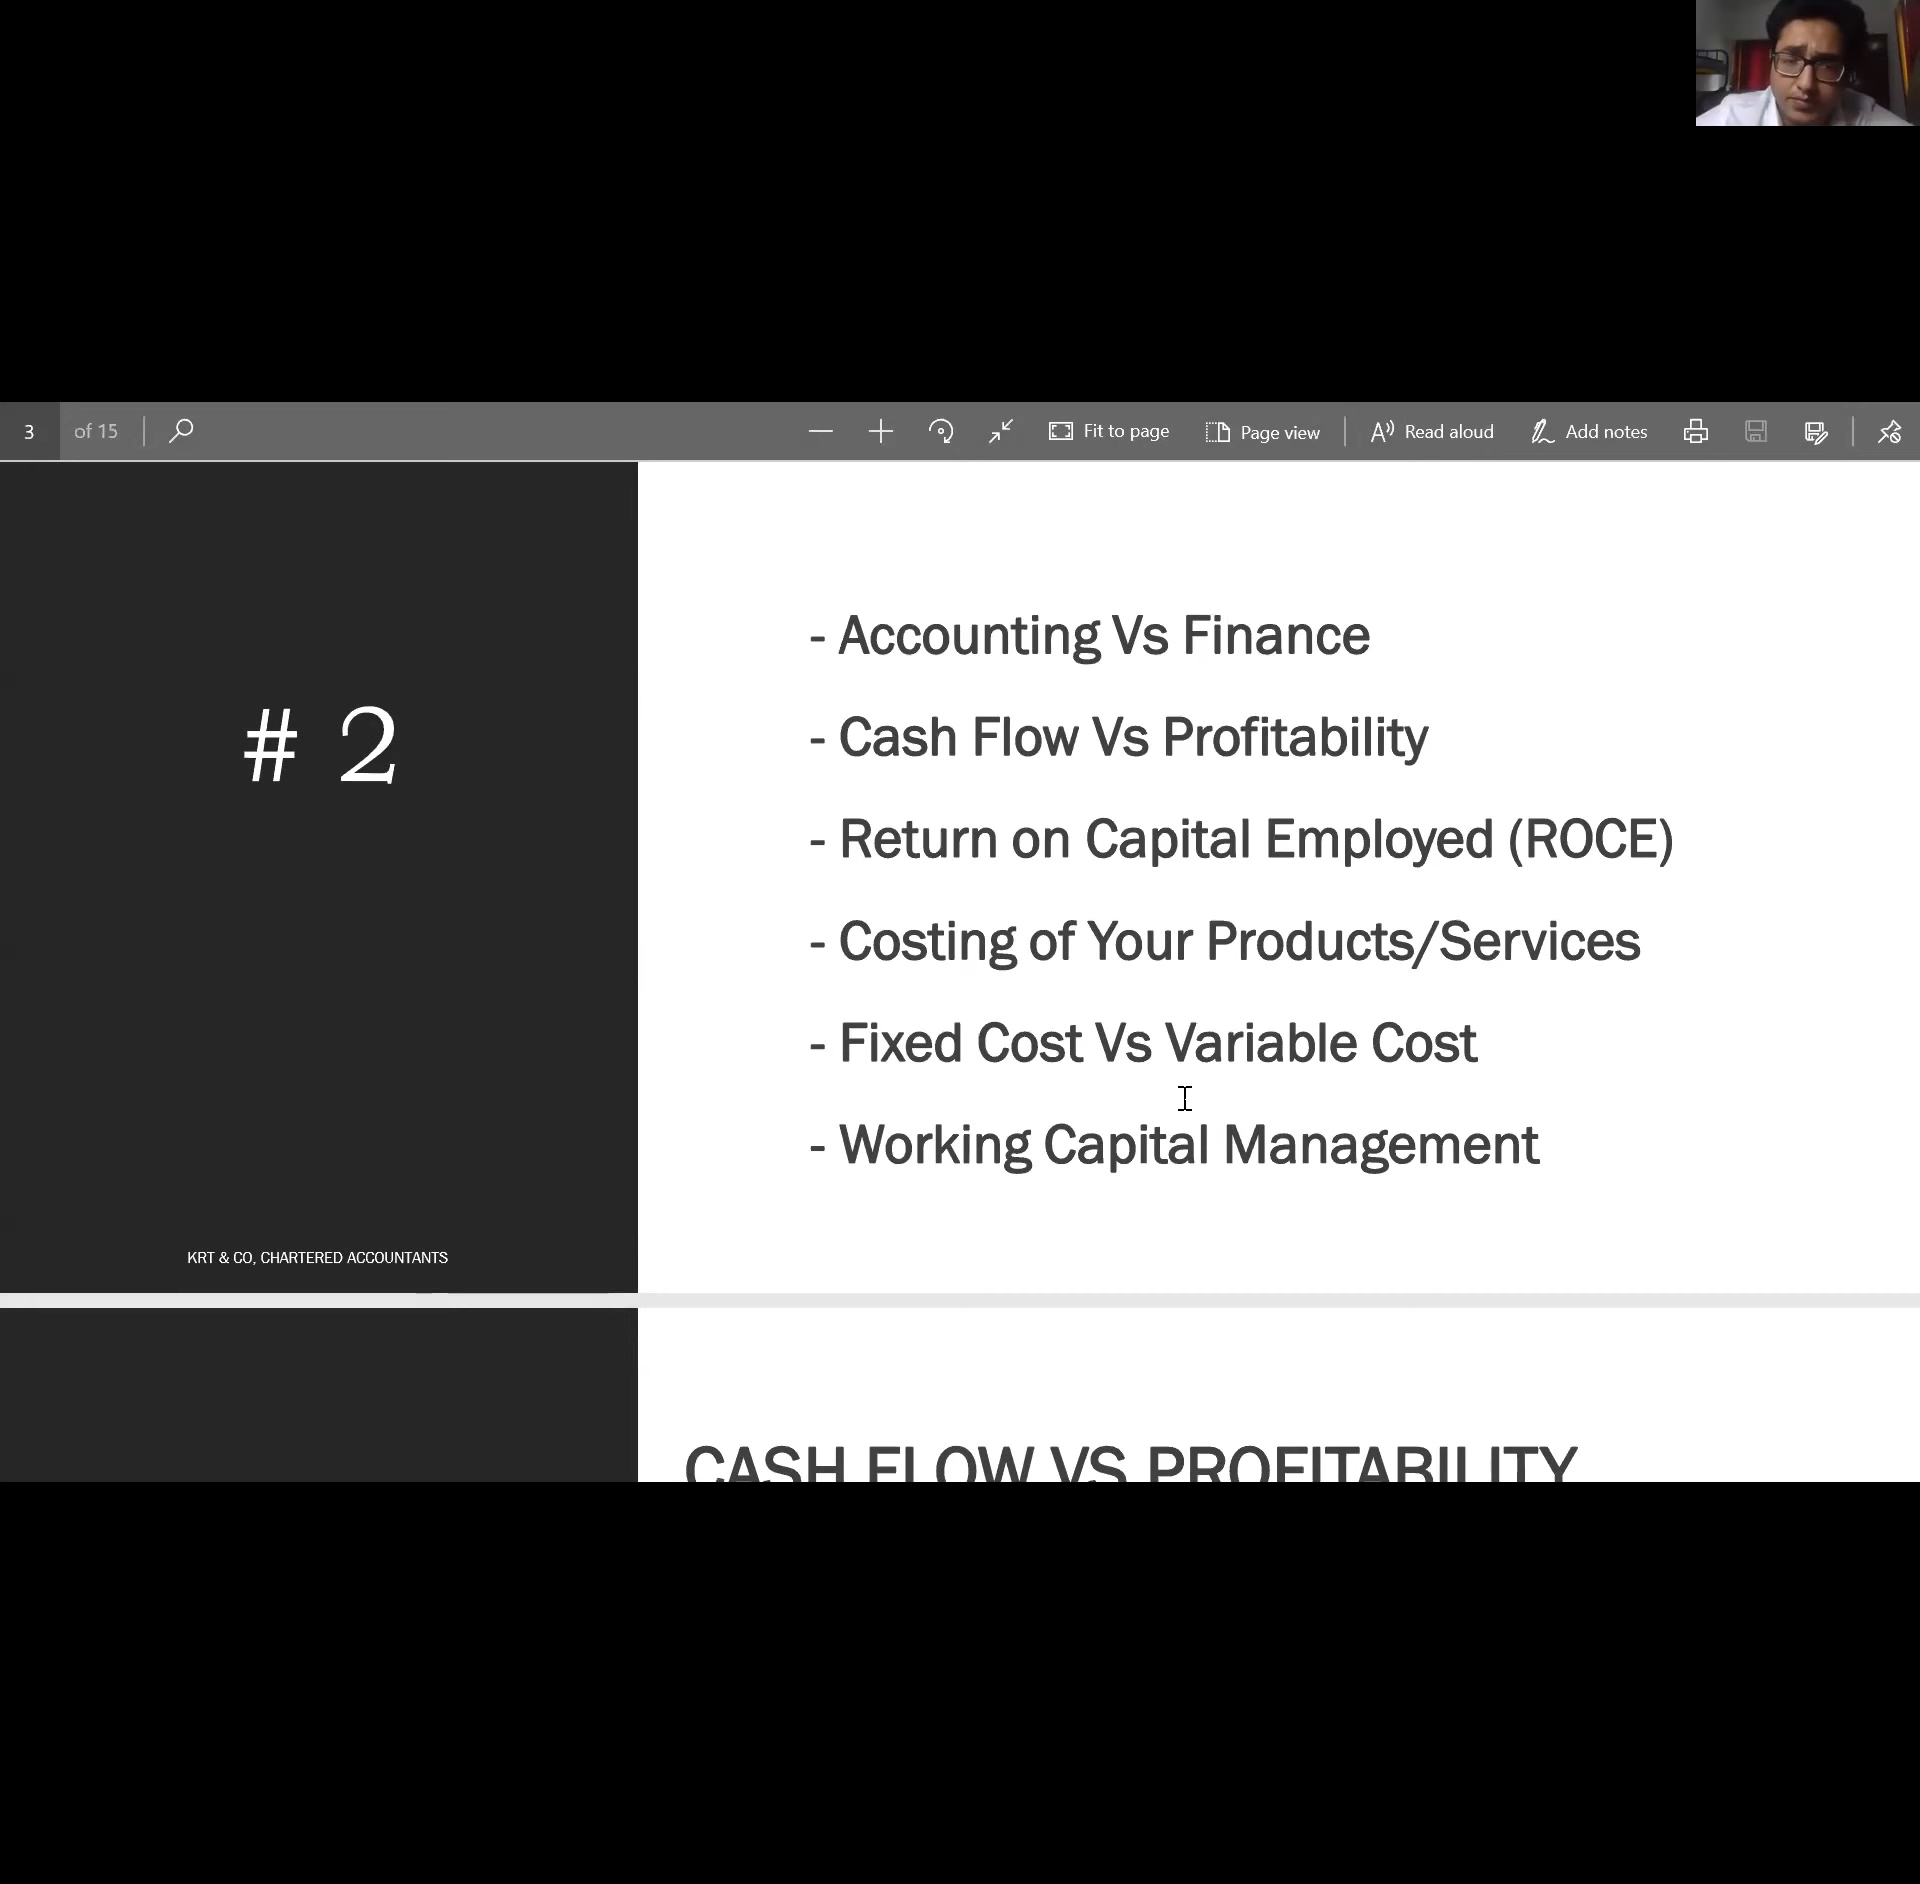 3 of 15
Fit to page
Page view
Read aloud
Add notes
# 2
- Accounting Vs Finance
- Cash Flow Vs Profitability
- Return on Capital Employed (ROCE)
- Costing of Your Products/Services
- Fixed Cost Vs Variable Cost
- Working Capital Management
KRT & CO, CHARTERED ACCOUNTANTS
CASH FLOW VS PROFITABILITY